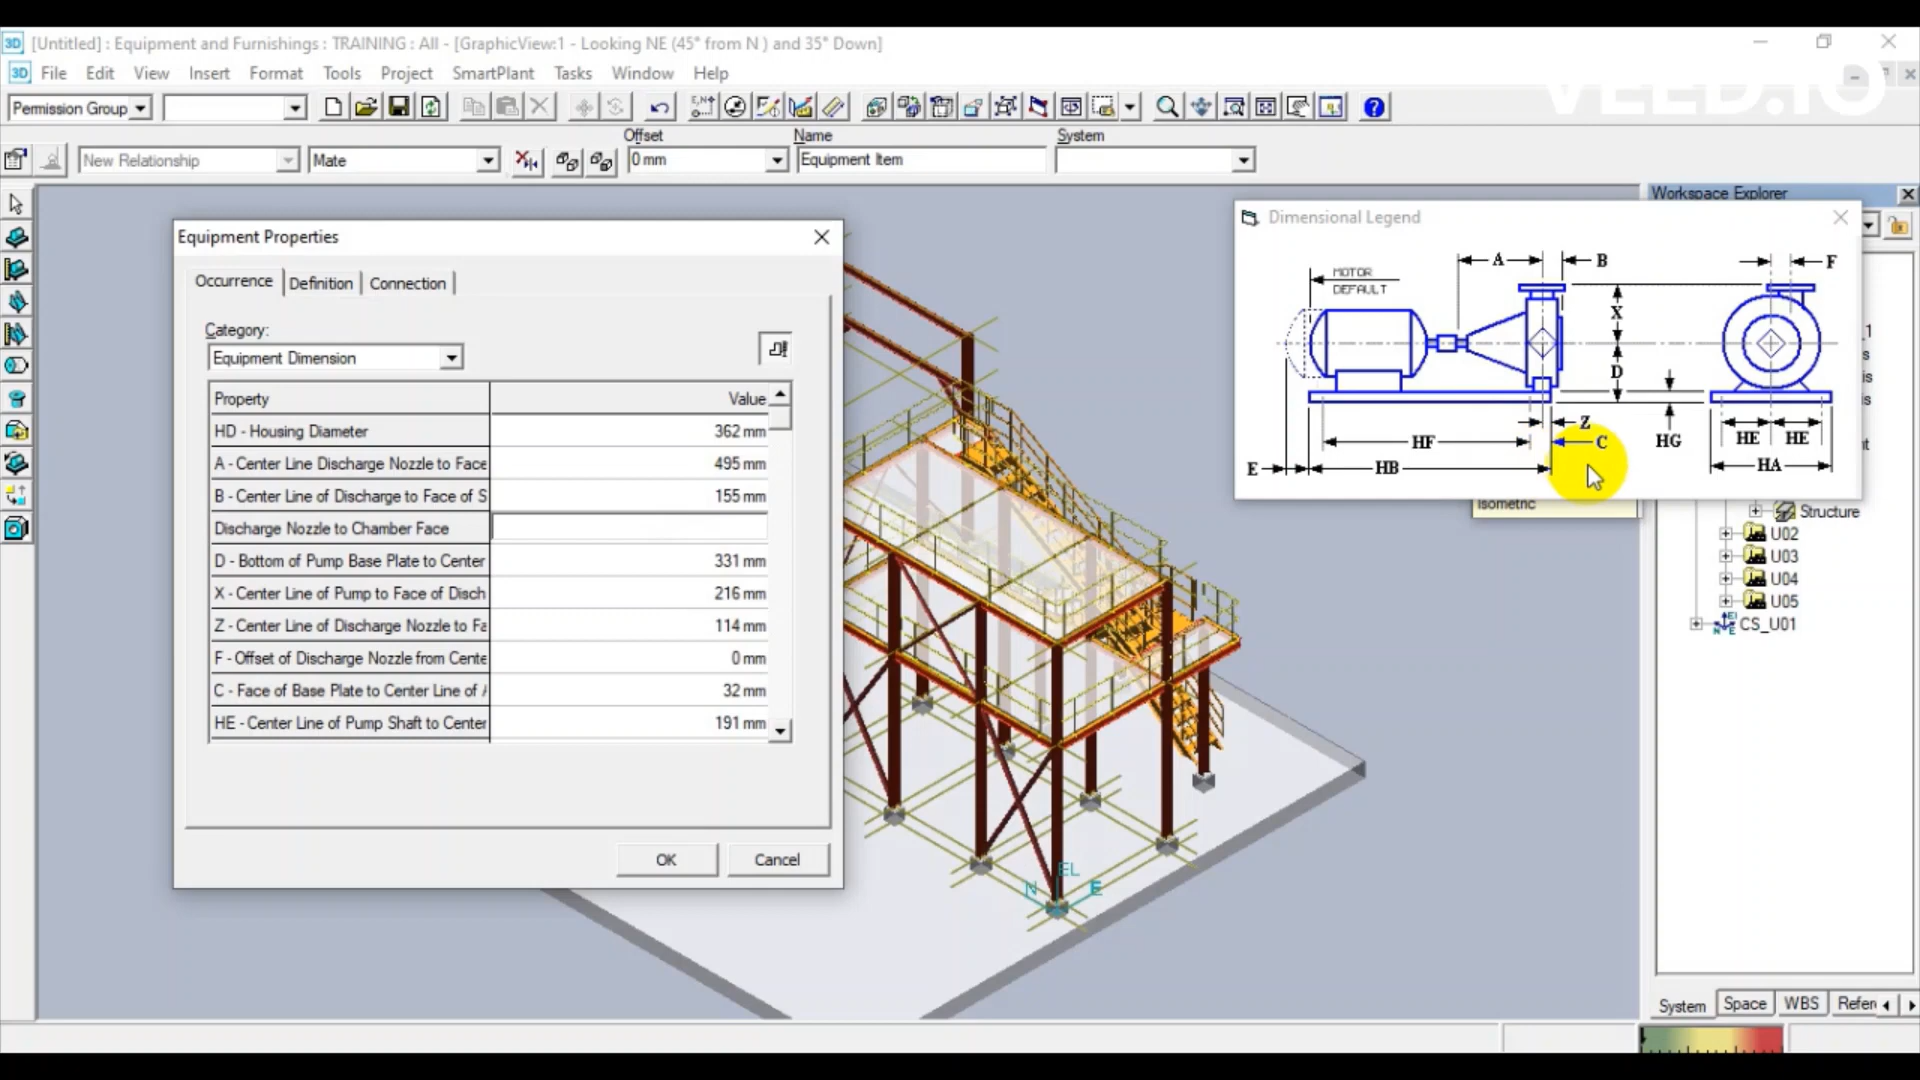 [Untitled] : Equipment and Furnishings : TRAINING : All - [GraphicView:1 - Looking NE (45° from N ) and 35° Down]
File Edit View Insert Format Tools Project SmartPlant Tasks Window Help
VEED.IO
Permission Group
Offset Name System
New Relationship Mate 0 mm Equipment Item
Workspace Explorer
Equipment Properties
Occurrence Definition Connection
Category:
Equipment Dimension
Property Value
HD - Housing Diameter 362 mm
A - Center Line Discharge Nozzle to Face 495 mm
B - Center Line of Discharge to Face of S 155 mm
Discharge Nozzle to Chamber Face
D - Bottom of Pump Base Plate to Center 331 mm
X - Center Line of Pump to Face of Disch 216 mm
Z - Center Line of Discharge Nozzle to Fa 114 mm
F - Offset of Discharge Nozzle from Cente 0 mm
C - Face of Base Plate to Center Line of 32 mm
HE - Center Line of Pump Shaft to Center 191 mm
OK Cancel
Dimensional Legend
A B F
MOTOR
DEFAULT
X
D
Z
HF C HG HE HE
E HB HA
Isometric
Structure
U02
U03
U04
U05
CS_U01
EL
N E
System Space WBS Refer